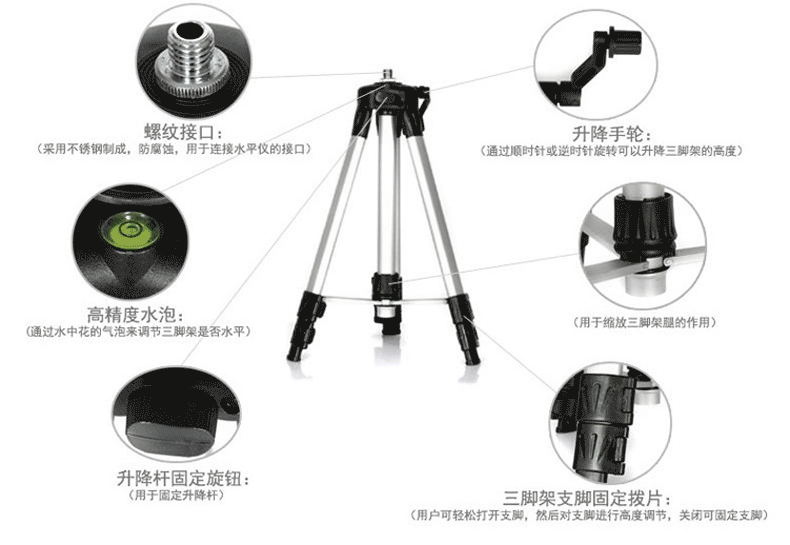 螺纹接口：
（采用不锈钢制成，防腐蚀，用于连接水平仪的接口）
升降手轮：
（通过顺时针或逆时针旋转可以升降三脚架的高度）
高精度水泡：
（通过水中花的气泡来调节三脚架是否水平）
（用于缩放三脚架腿的作用）
升降杆固定旋钮：
（用于固定升降杆）
三脚架支脚固定拨片：
（用户可轻松打开支脚，然后对支脚进行高度调节，关闭可固定支脚）